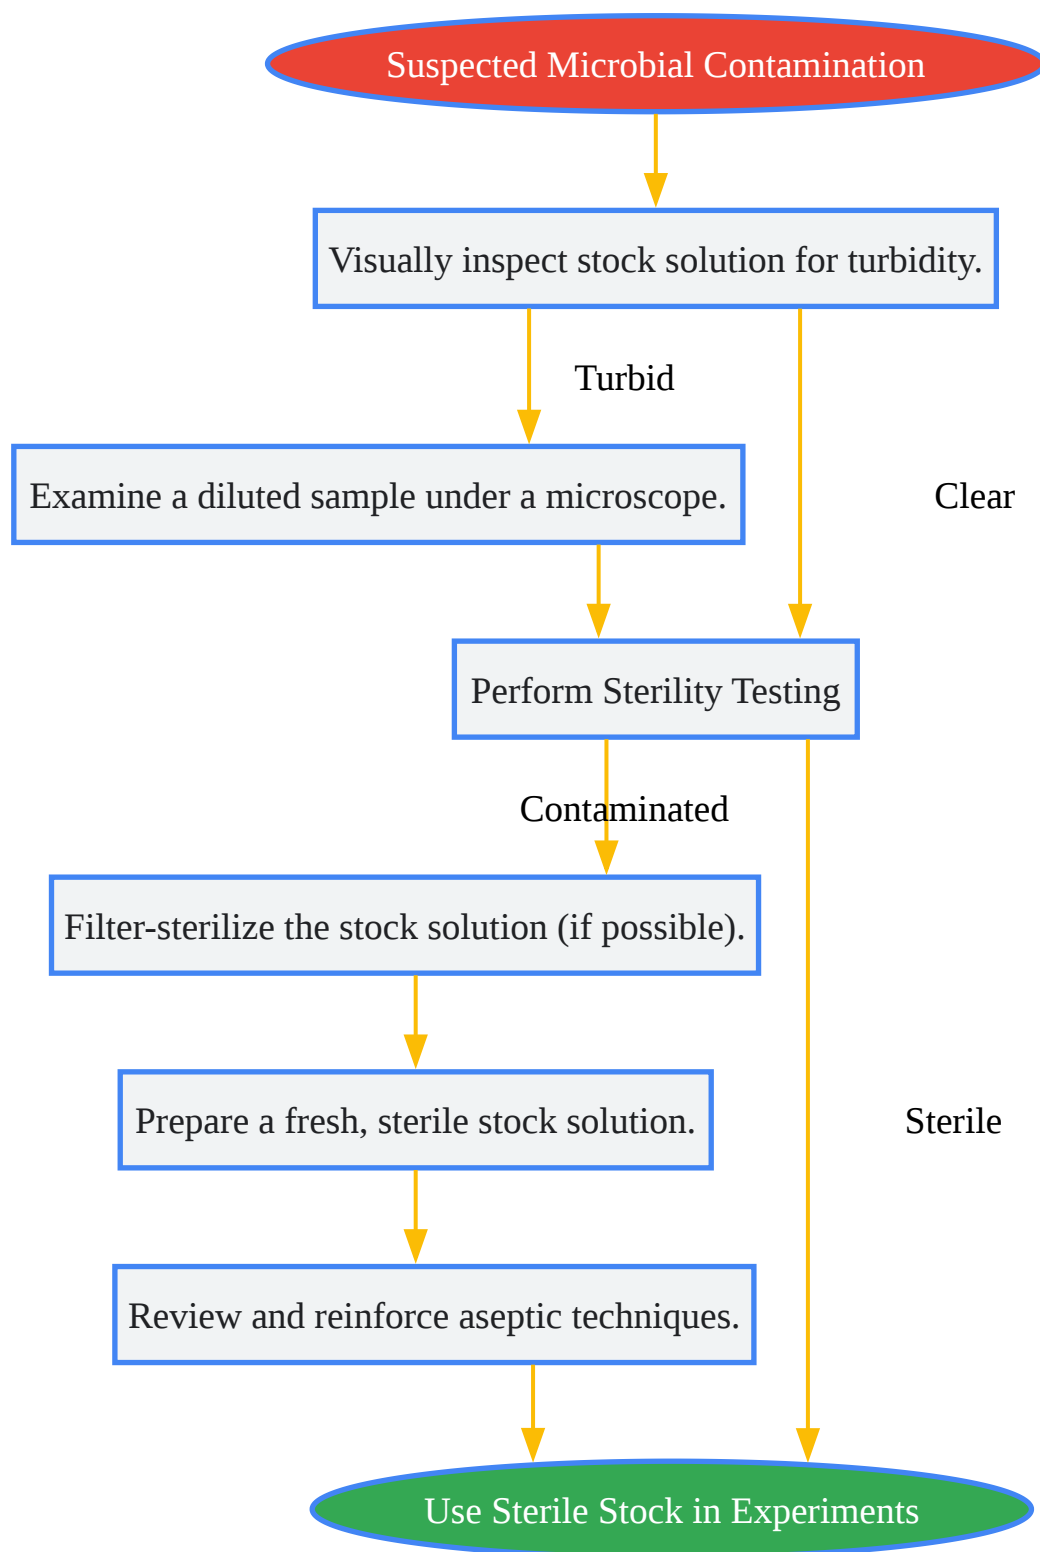 Suspected Microbial Contamination
Visually inspect stock solution for turbidity.
Turbid
Examine a diluted sample under a microscope.
Clear
Perform Sterility Testing
Contaminated
Filter-sterilize the stock solution (if possible).
Prepare a fresh, sterile stock solution.
Sterile
Review and reinforce aseptic techniques.
Use Sterile Stock in Experiments